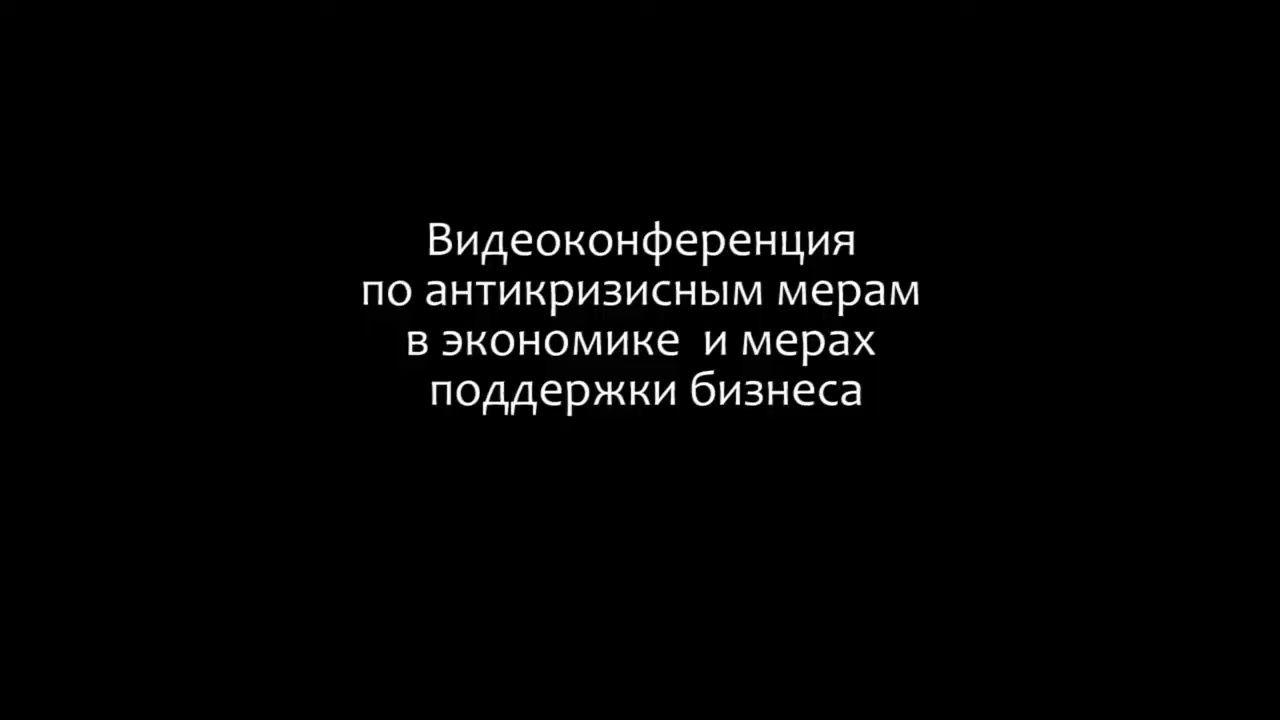 Видеоконференция
по антикризисным мерам
в экономике  и мерах
поддержки бизнеса